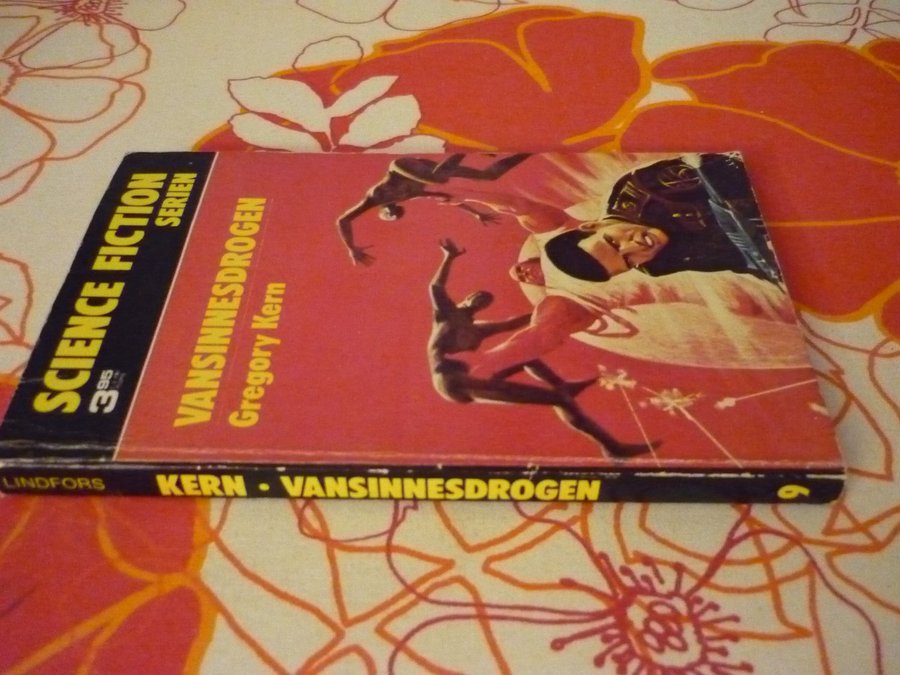 SCIENCE FICTION
SERIEN
3 95
VANSINNESDROGEN
Gregory Kern
LINDFORS
KERN · VANSINNESDROGEN
9